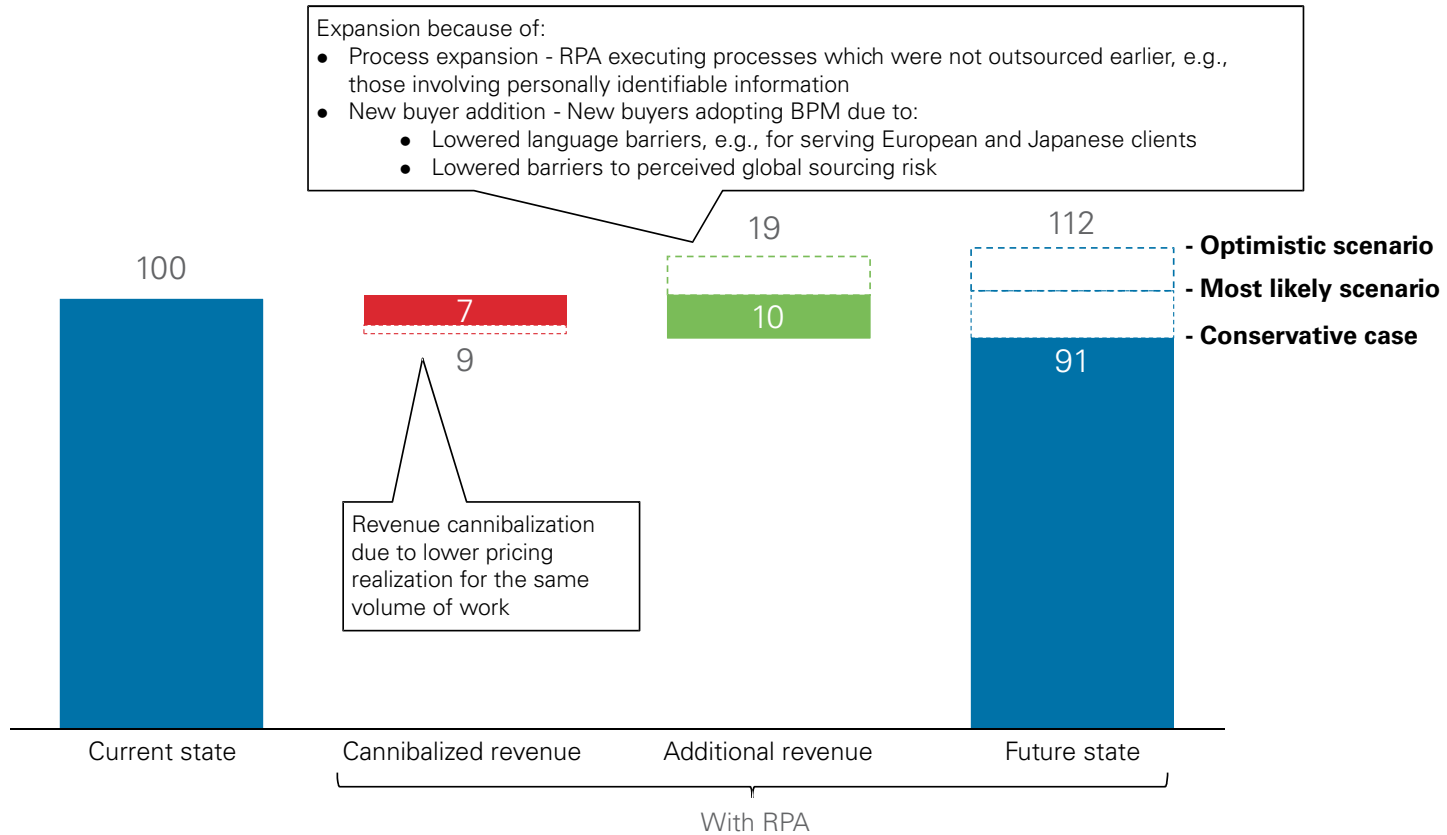 Expansion because of:
● Process expansion - RPA executing processes which were not outsourced earlier, e.g.,
those involving personally identifiable information
● New buyer addition - New buyers adopting BPM due to:
● Lowered language barriers, e.g., for serving European and Japanese clients
● Lowered barriers to perceived global sourcing risk
100
7
9
19
10
112
91
- Optimistic scenario
- Most likely scenario
- Conservative case
Revenue cannibalization
due to lower pricing
realization for the same
volume of work
Current state
Cannibalized revenue
Additional revenue
Future state
With RPA